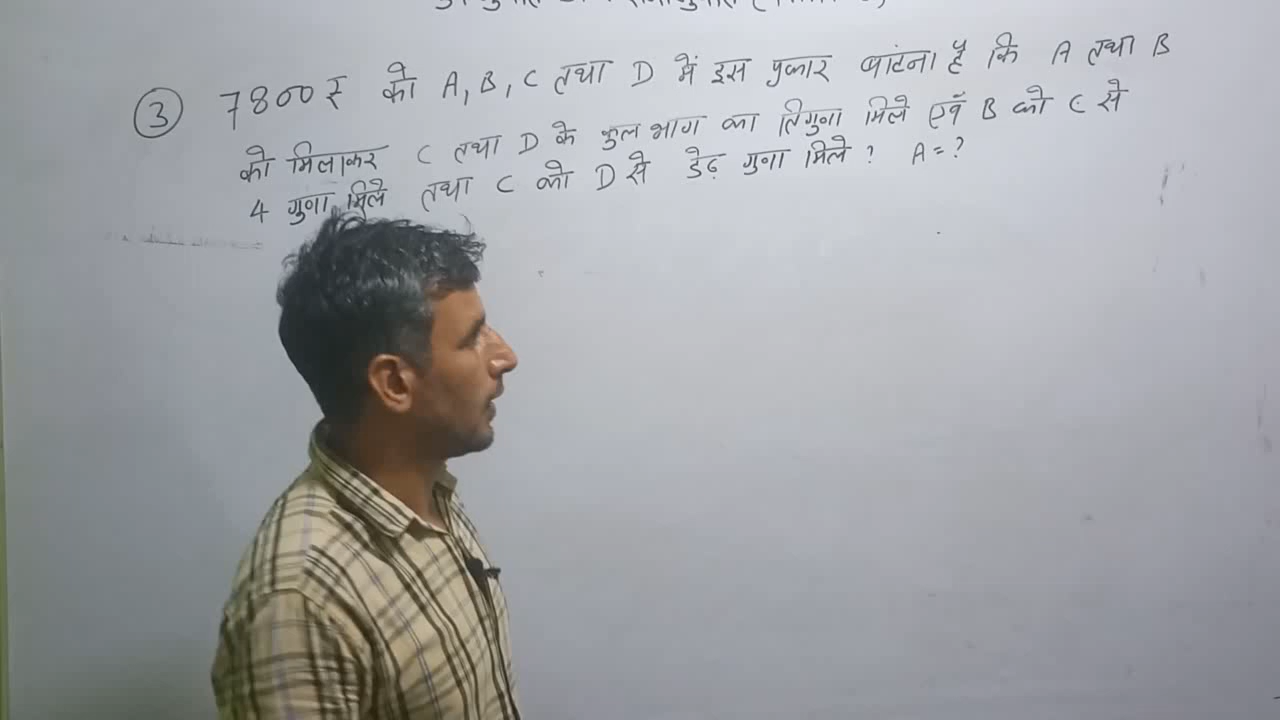 ③ 7800₹ को A, B, C तथा D में इस प्रकार बांटना है कि A तथा B
को मिलाकर C तथा D के कुल भाग का तिगुना मिले एवँ B को C से
4 गुना मिले तथा C को D से डेढ़ गुना मिले ? A = ?